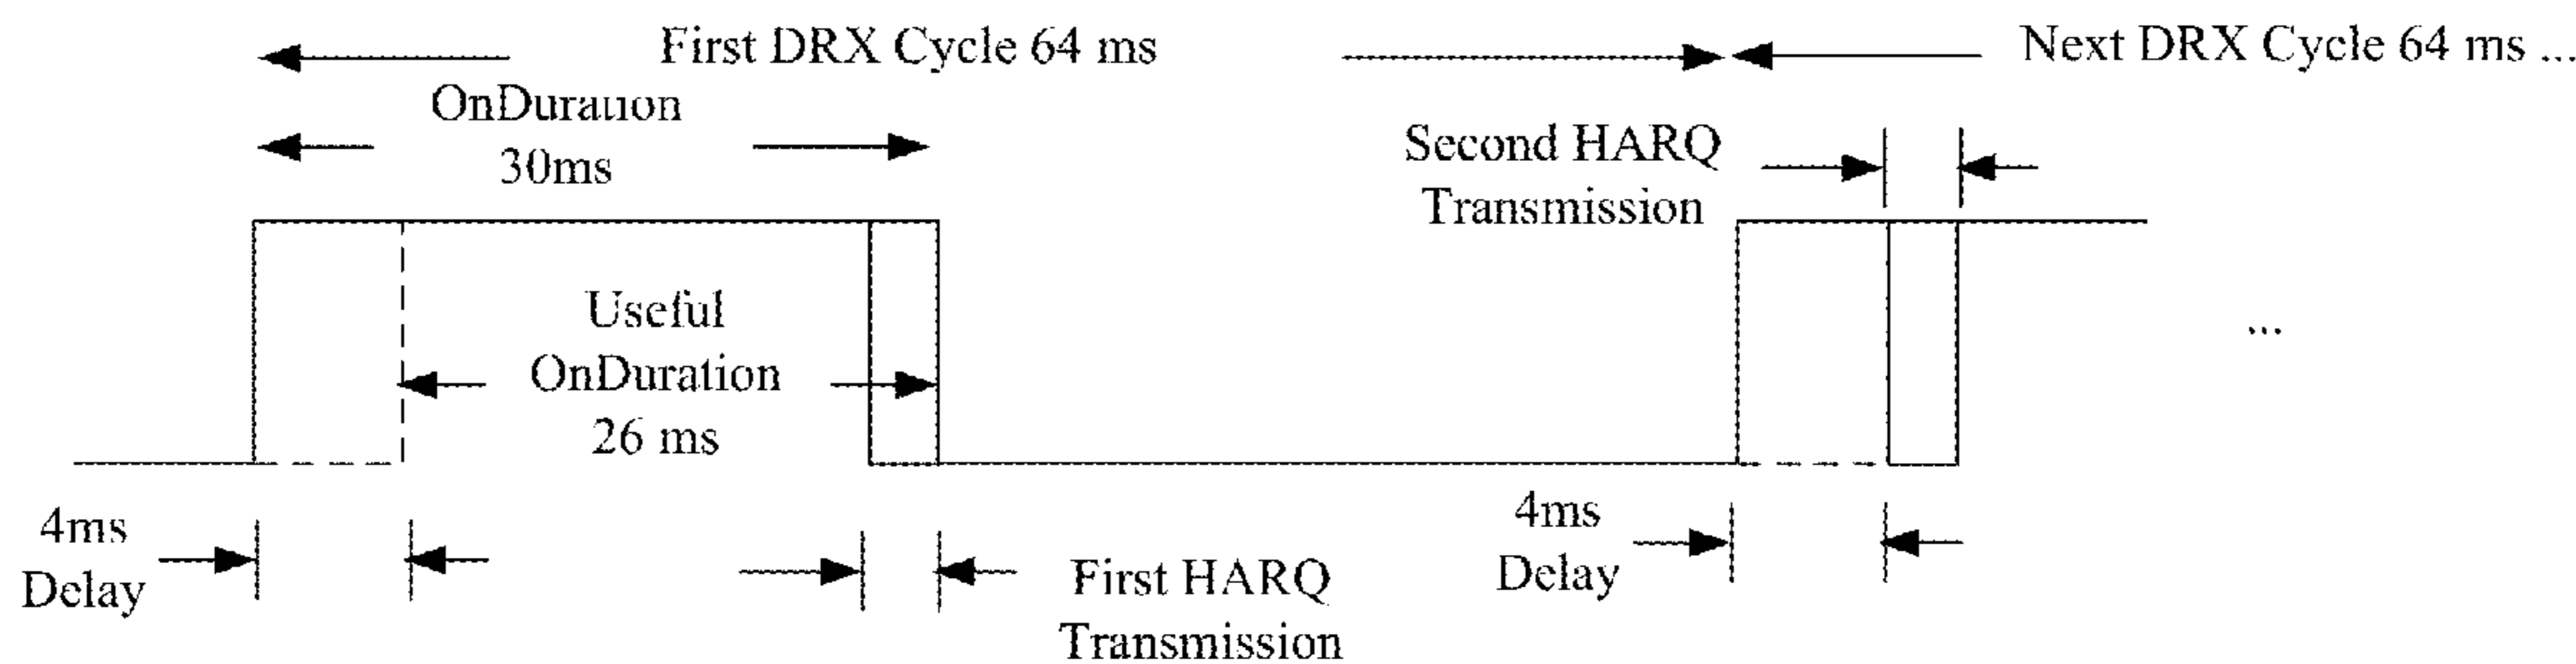 First DRX Cycle 64 ms
Next DRX Cycle 64 ms ...
OnDuration
30ms
Second HARQ
Transmission
Useful
OnDuration
26 ms
...
4ms
Delay
First HARQ
Transmission
4ms
Delay